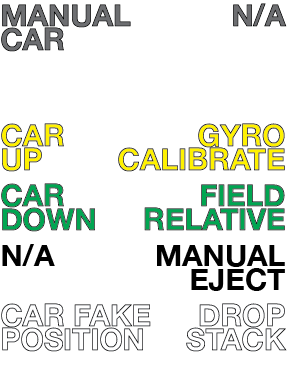 MANUAL N/A
CAR
CAR GYRO
UP CALIBRATE
CAR FIELD
DOWN RELATIVE
N/A MANUAL
EJECT
CAR FAKE DROP
POSITION STACK